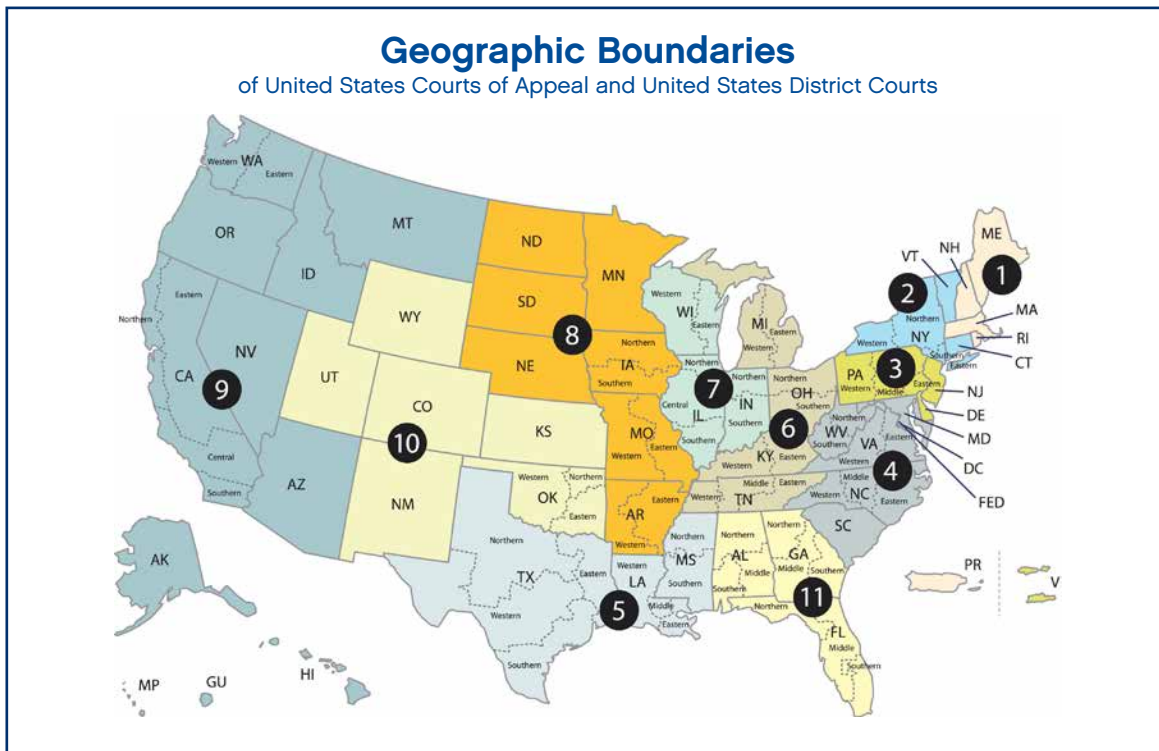 Geographic Boundaries
of United States Courts of Appeal and United States District Courts
Western
WA
Eastern
OR
ID
MT
ND
MN
SD
WY
NE
8
Northern
IA
Southern
Western
WI
Eastern
MI
Eastern
Western
VT
NH
ME
1
2
Northern
Western
NY
Southern
Eastern
MA
RI
CT
3
PA
Western
Middle
Eastern
NJ
DE
MD
DC
FED
Eastern
Northern
CA
NV
9
Central
Southern
UT
CO
10
KS
AZ
NM
Western
Northern
OK
Eastern
MO
Eastern
Western
AR
Eastern
Western
7
Northern
Central
IL
Southern
Northern
IN
Southern
Northern
OH
Southern
6
KY
Western
Eastern
Western
Middle
Eastern
TN
Northern
WV
Southern
VA
Eastern
Western
4
Middle
Western
NC
Eastern
SC
Northern
TX
Eastern
Western
Southern
Western
LA
5
Middle
Eastern
Northern
MS
Southern
Northern
AL
Middle
Southern
Northern
GA
Middle
Southern
11
Northern
FL
Middle
Southern
PR
V
AK
HI
MP
GU